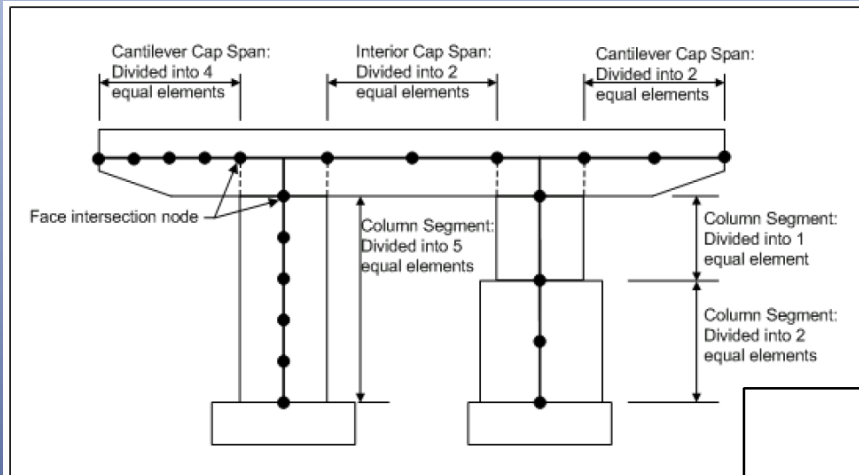 Cantilever Cap Span:
Divided into 4
equal elements
Interior Cap Span:
Divided into 2
equal elements
Cantilever Cap Span:
Divided into 2
equal elements
Face intersection node
Column Segment:
Divided into 5
equal elements
Column Segment:
Divided into 1
equal element
Column Segment:
Divided into 2
equal elements